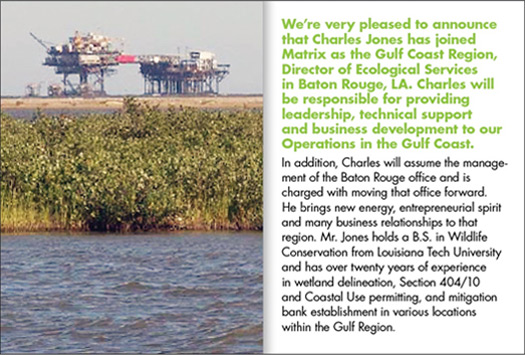 We're very pleased to announce
that Charles Jones has joined
Matrix as the Gulf Coast Region,
Director of Ecological Services
in Baton Rouge, LA. Charles will
be responsible for providing
leadership, technical support
and business development to our
Operations in the Gulf Coast.
In addition, Charles will assume the manage-
ment of the Baton Rouge office and is
charged with moving that office forward.
He brings new energy, entrepreneurial spirit
and many business relationships to that
region. Mr. Jones holds a B.S. in Wildlife
Conservation from Louisiana Tech University
and has over twenty years of experience
in wetland delineation, Section 404/10
and Coastal Use permitting, and mitigation
bank establishment in various locations
within the Gulf Region.